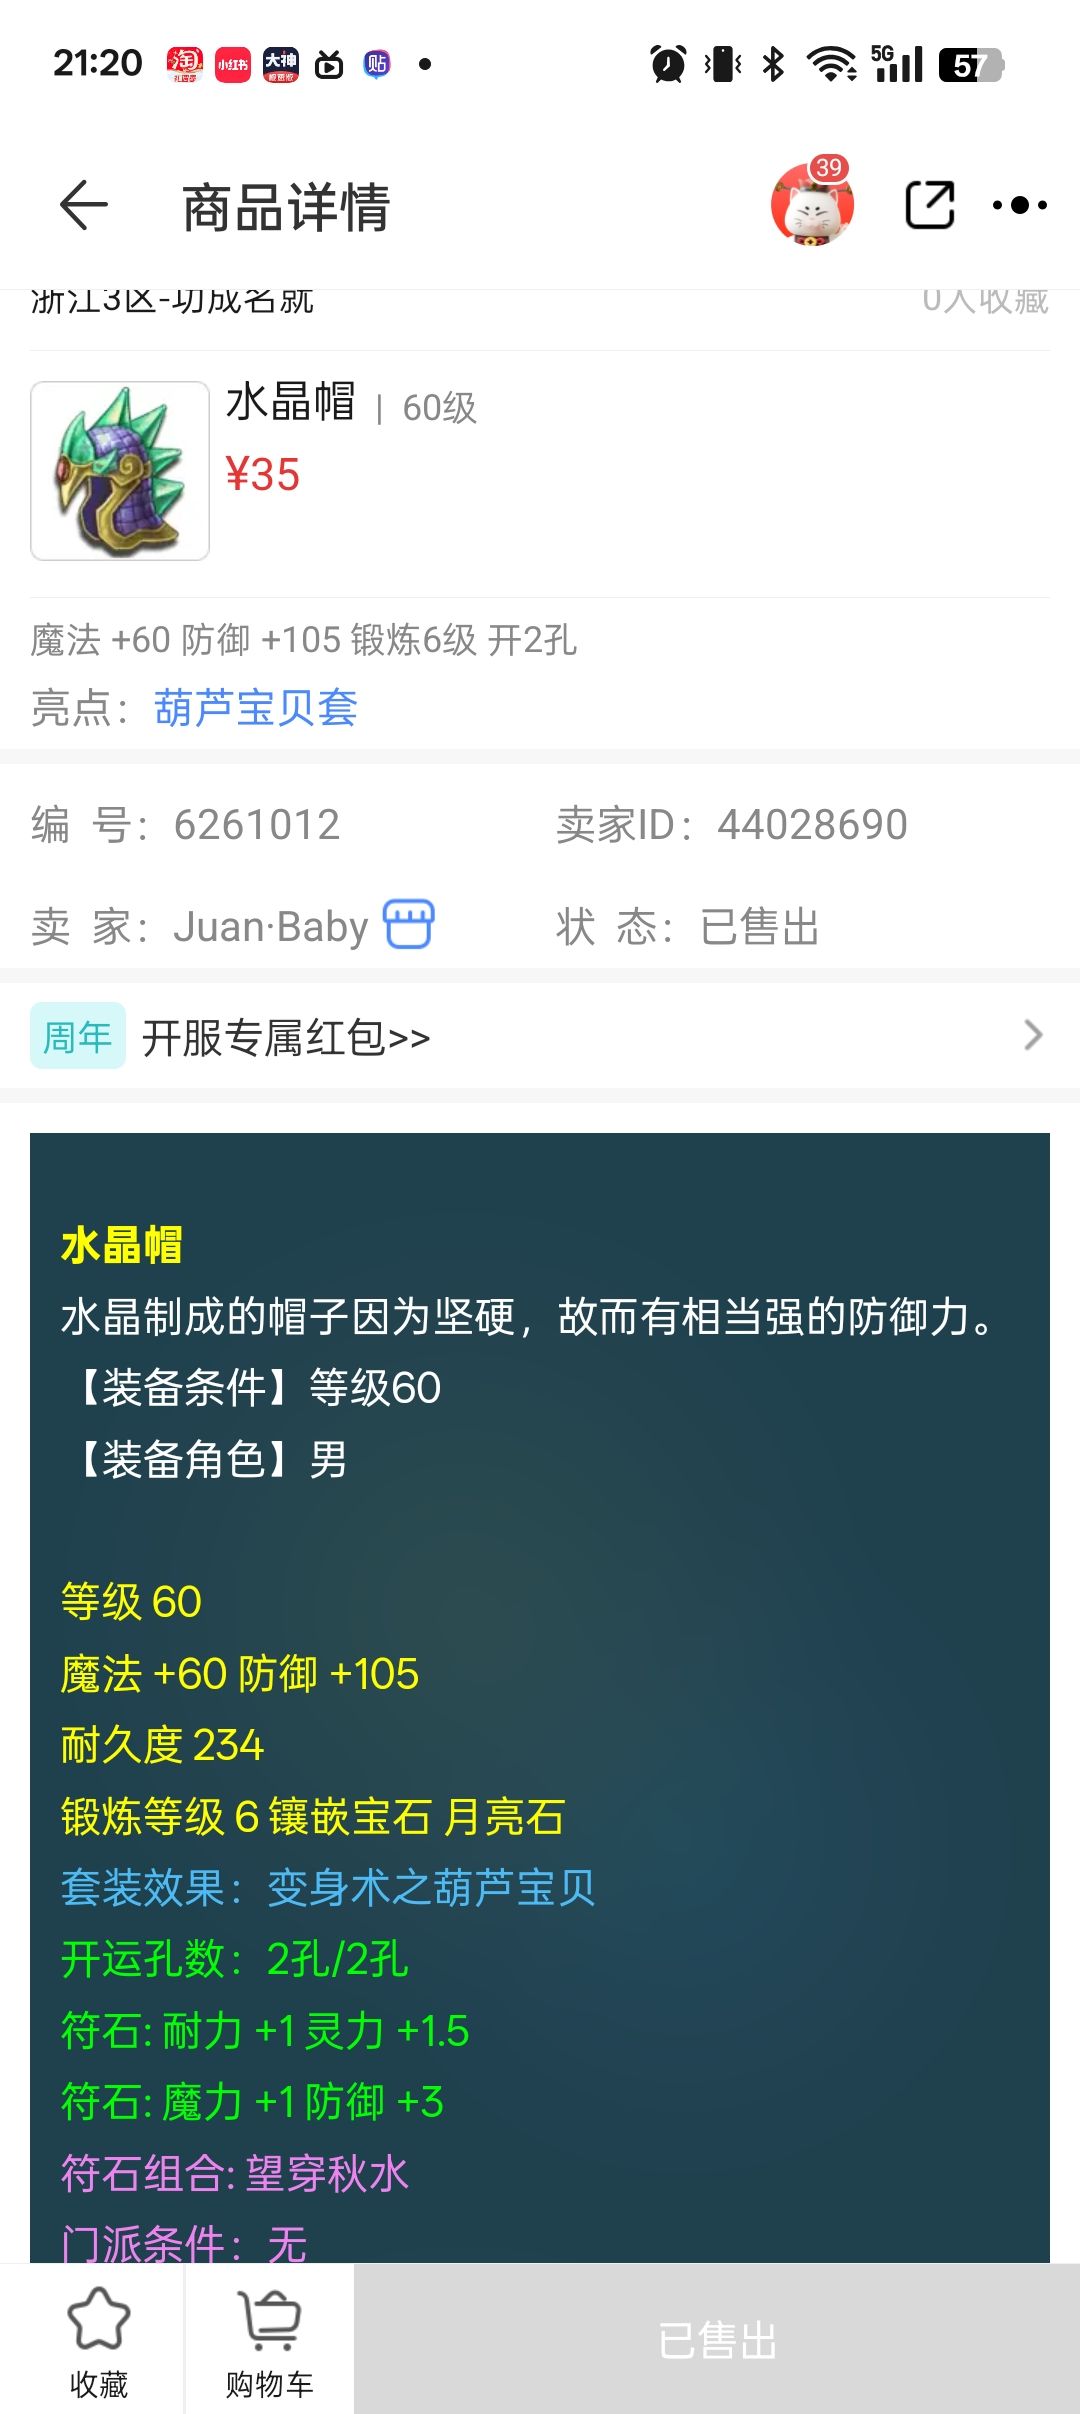 21:20 淘 小红书 大神 贴 5G 57
商品详情 39
浙江3区-功成名就 0人收藏
水晶帽 | 60级
¥35
魔法 +60 防御 +105 锻炼6级 开2孔
亮点：葫芦宝贝套
编 号：6261012 卖家ID：44028690
卖 家：Juan·Baby 状 态：已售出
周年 开服专属红包>>
水晶帽
水晶制成的帽子因为坚硬，故而有相当强的防御力。
【装备条件】等级60
【装备角色】男
等级 60
魔法 +60 防御 +105
耐久度 234
锻炼等级 6 镶嵌宝石 月亮石
套装效果：变身术之葫芦宝贝
开运孔数：2孔/2孔
符石: 耐力 +1 灵力 +1.5
符石: 魔力 +1 防御 +3
符石组合: 望穿秋水
门派条件：无
收藏 购物车 已售出